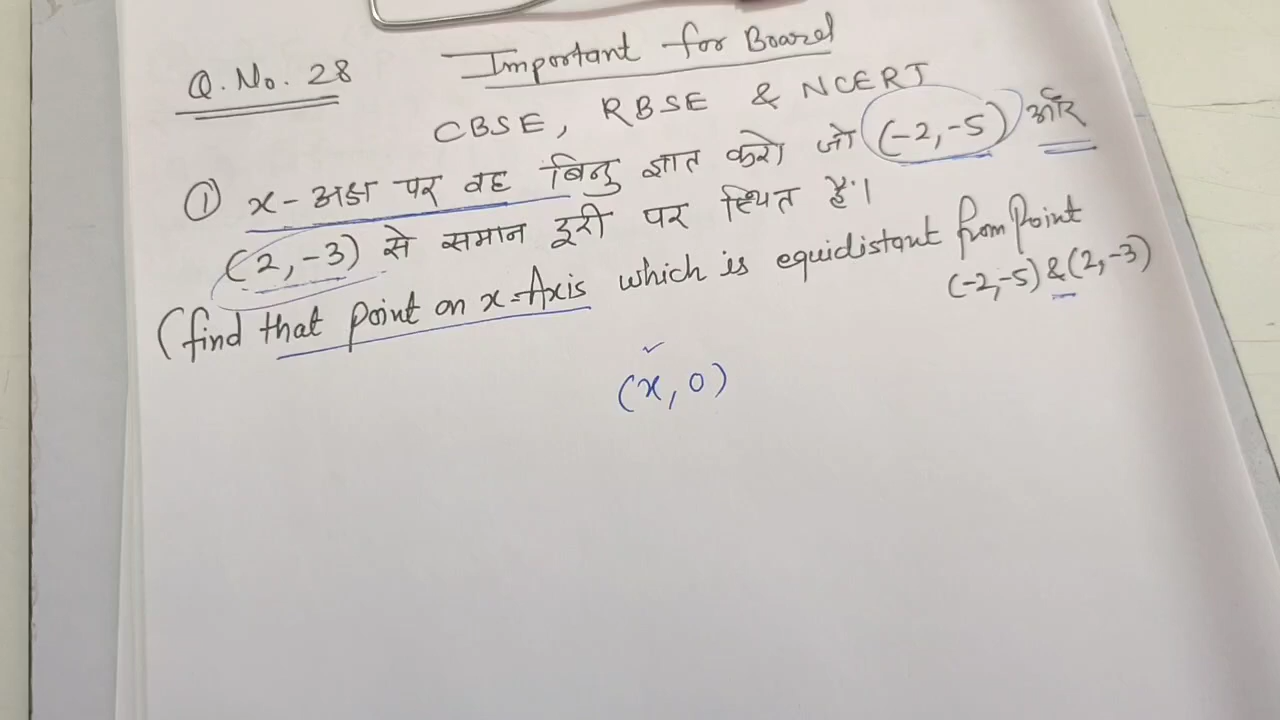 Q. No. 28
Important for Board
CBSE, RBSE & NCERT
① x-अक्ष पर वह बिन्दु ज्ञात करो जो (-2,-5) और
(2,-3) से समान दूरी पर स्थित है।
(find that point on x-Axis which is equidistant from point
(-2,-5) & (2,-3)
(x, 0)